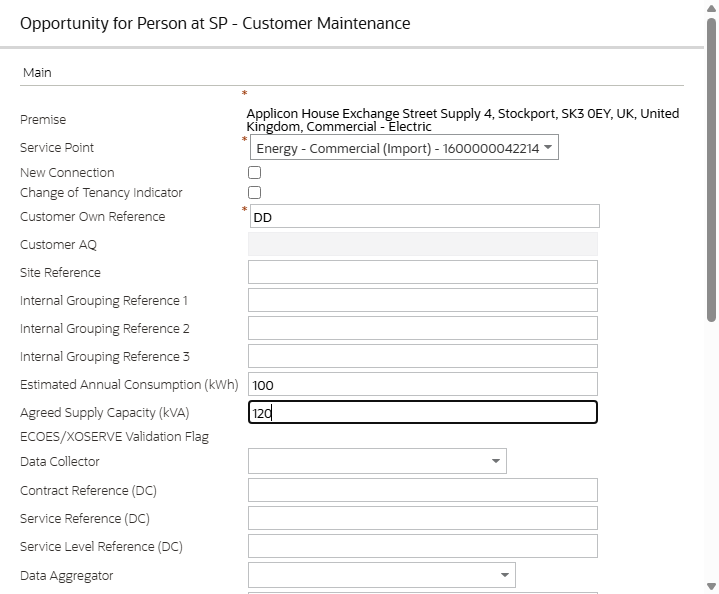 Opportunity for Person at SP - Customer Maintenance
Main
*
Premise
Applicon House Exchange Street Supply 4, Stockport, SK3 0EY, UK, United
Kingdom, Commercial - Electric
Service Point * Energy - Commercial (Import) - 1600000042214
New Connection
Change of Tenancy Indicator
Customer Own Reference * DD
Customer AQ
Site Reference
Internal Grouping Reference 1
Internal Grouping Reference 2
Internal Grouping Reference 3
Estimated Annual Consumption (kWh) 100
Agreed Supply Capacity (kVA) 120
ECOES/XOSERVE Validation Flag
Data Collector
Contract Reference (DC)
Service Reference (DC)
Service Level Reference (DC)
Data Aggregator